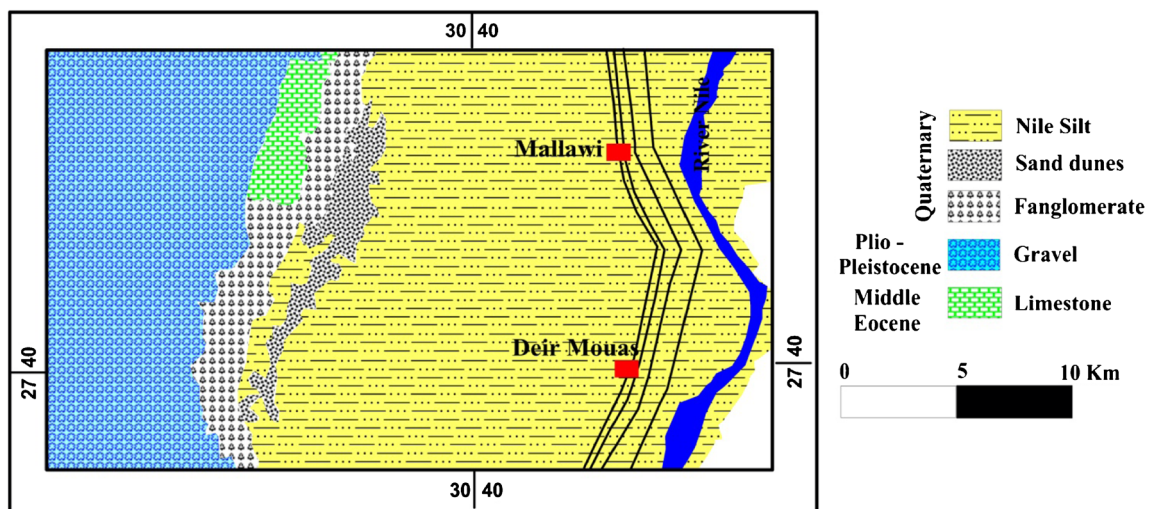 30 40
River Nile
Mallawi
Deir Mouas
27 40
27 40
30 40
Quaternary
Nile Silt
Sand dunes
Fanglomerate
Plio -
Pleistocene
Gravel
Middle
Eocene
Limestone
0 5 10 Km